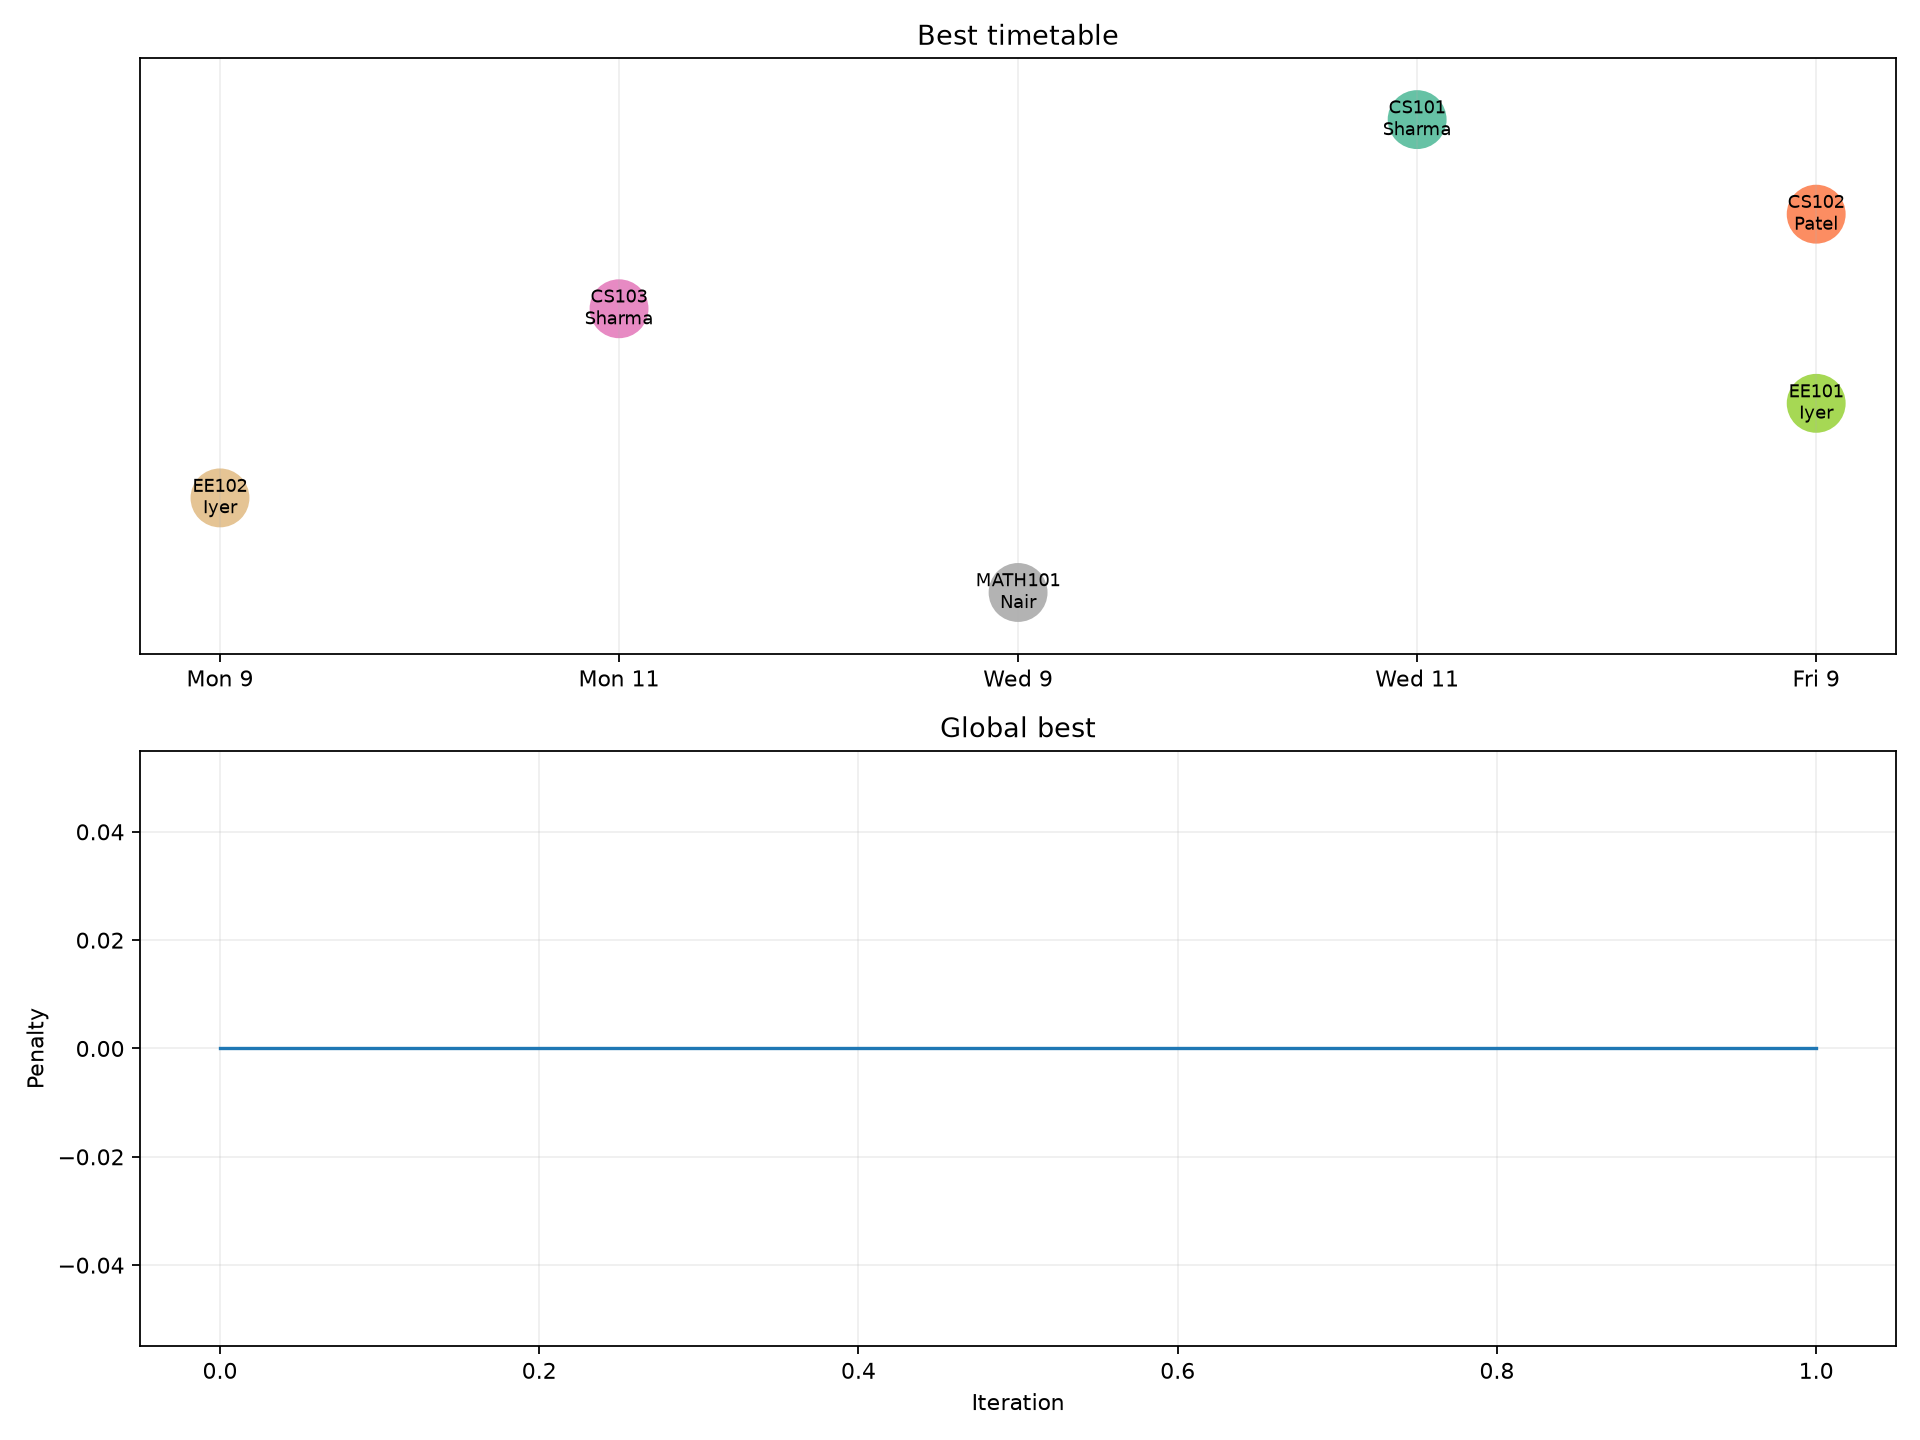 Best timetable
CS101
Sharma
CS102
Patel
CS103
Sharma
EE101
Iyer
EE102
Iyer
MATH101
Nair
Mon 9
Mon 11
Wed 9
Wed 11
Fri 9
Global best
0.04
0.02
0.00
−0.02
−0.04
Penalty
0.0
0.2
0.4
0.6
0.8
1.0
Iteration